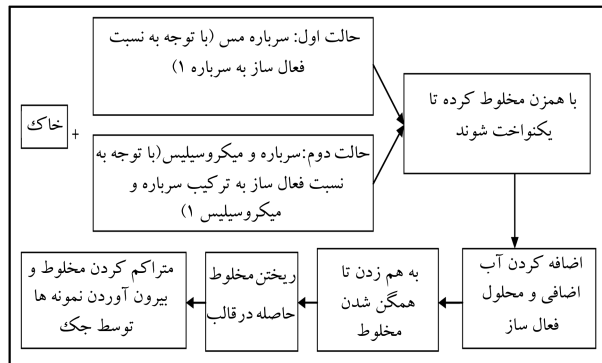 حالت اول: سرباره مس (با توجه به نسبت
فعال ساز به سرباره ۱)
خاک
+
حالت دوم:سرباره و میکروسیلیس(با توجه به
نسبت فعال ساز به ترکیب سرباره و
میکروسیلیس ۱)
با همزن مخلوط کرده تا
یکنواخت شوند
اضافه کردن آب
اضافی و محلول
فعال ساز
به هم زدن تا
همگن شدن
مخلوط
ریختن مخلوط
حاصله در قالب
متراکم کردن مخلوط و
بیرون آوردن نمونه ها
توسط جک